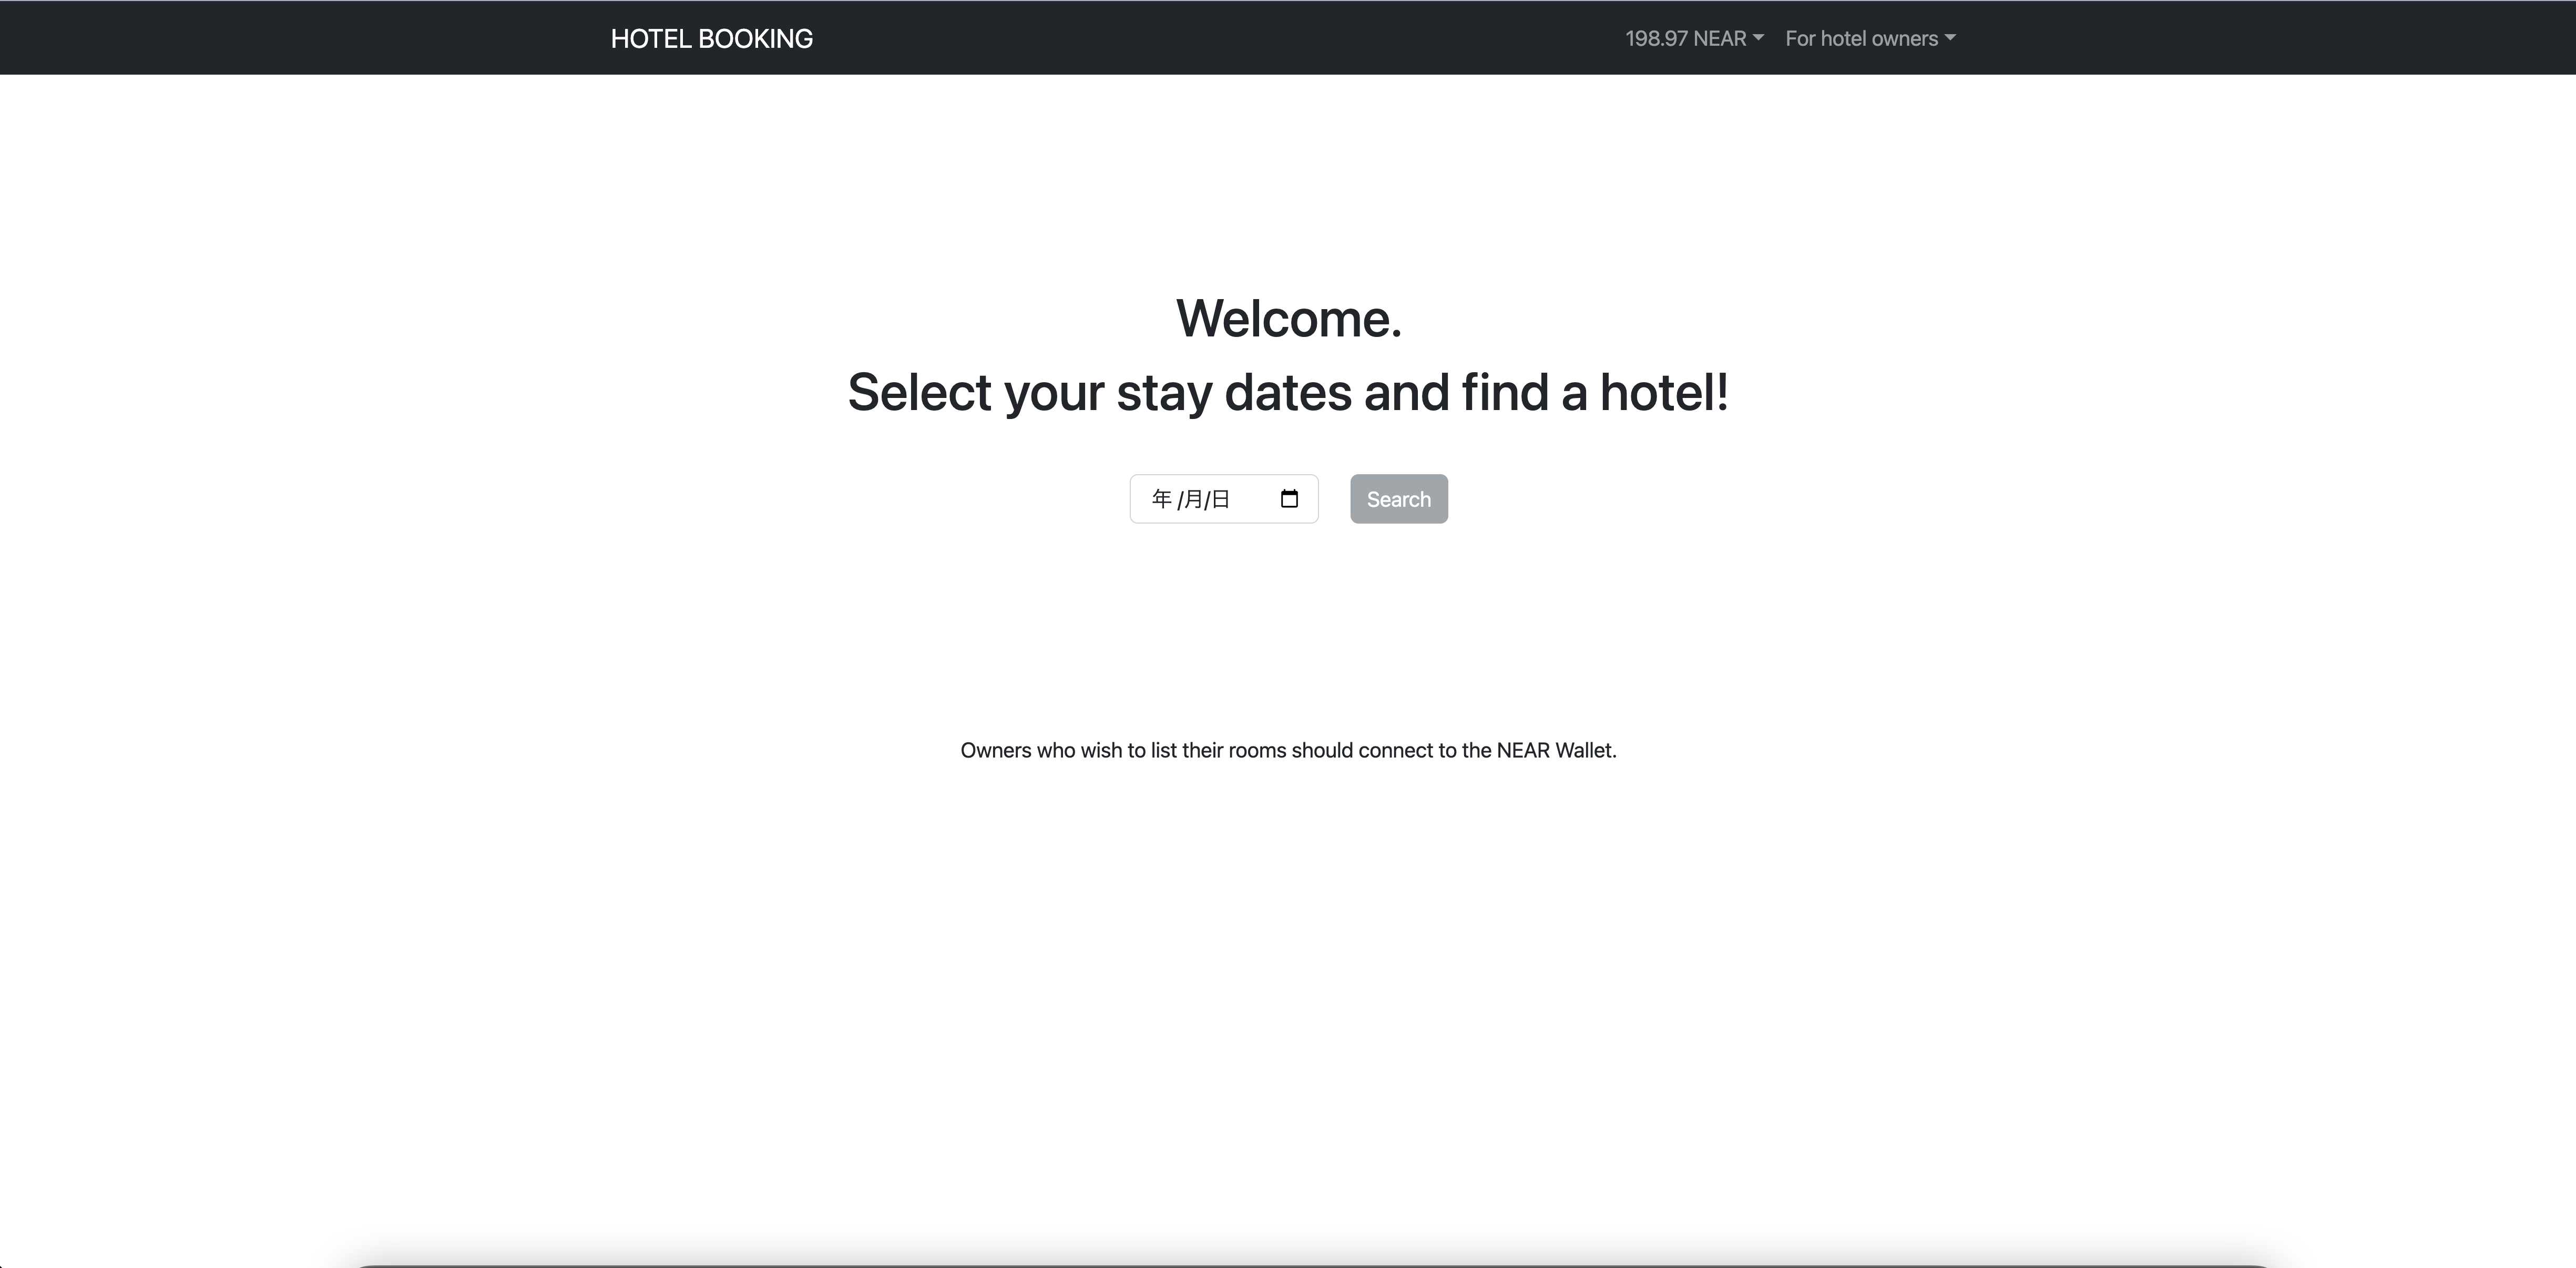 HOTEL BOOKING
198.97 NEAR
For hotel owners
Welcome.
Select your stay dates and find a hotel!
年 /月/日
Search
Owners who wish to list their rooms should connect to the NEAR Wallet.